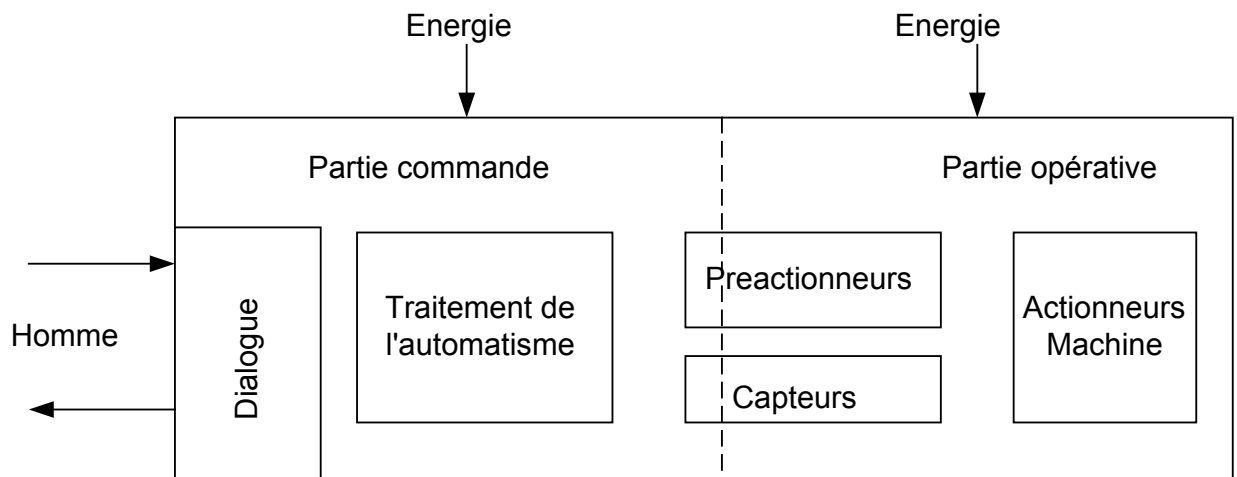 Energie
Energie
Partie commande
Partie opérative
Homme
Dialogue
Traitement de
l'automatisme
Preactionneurs
Capteurs
Actionneurs
Machine